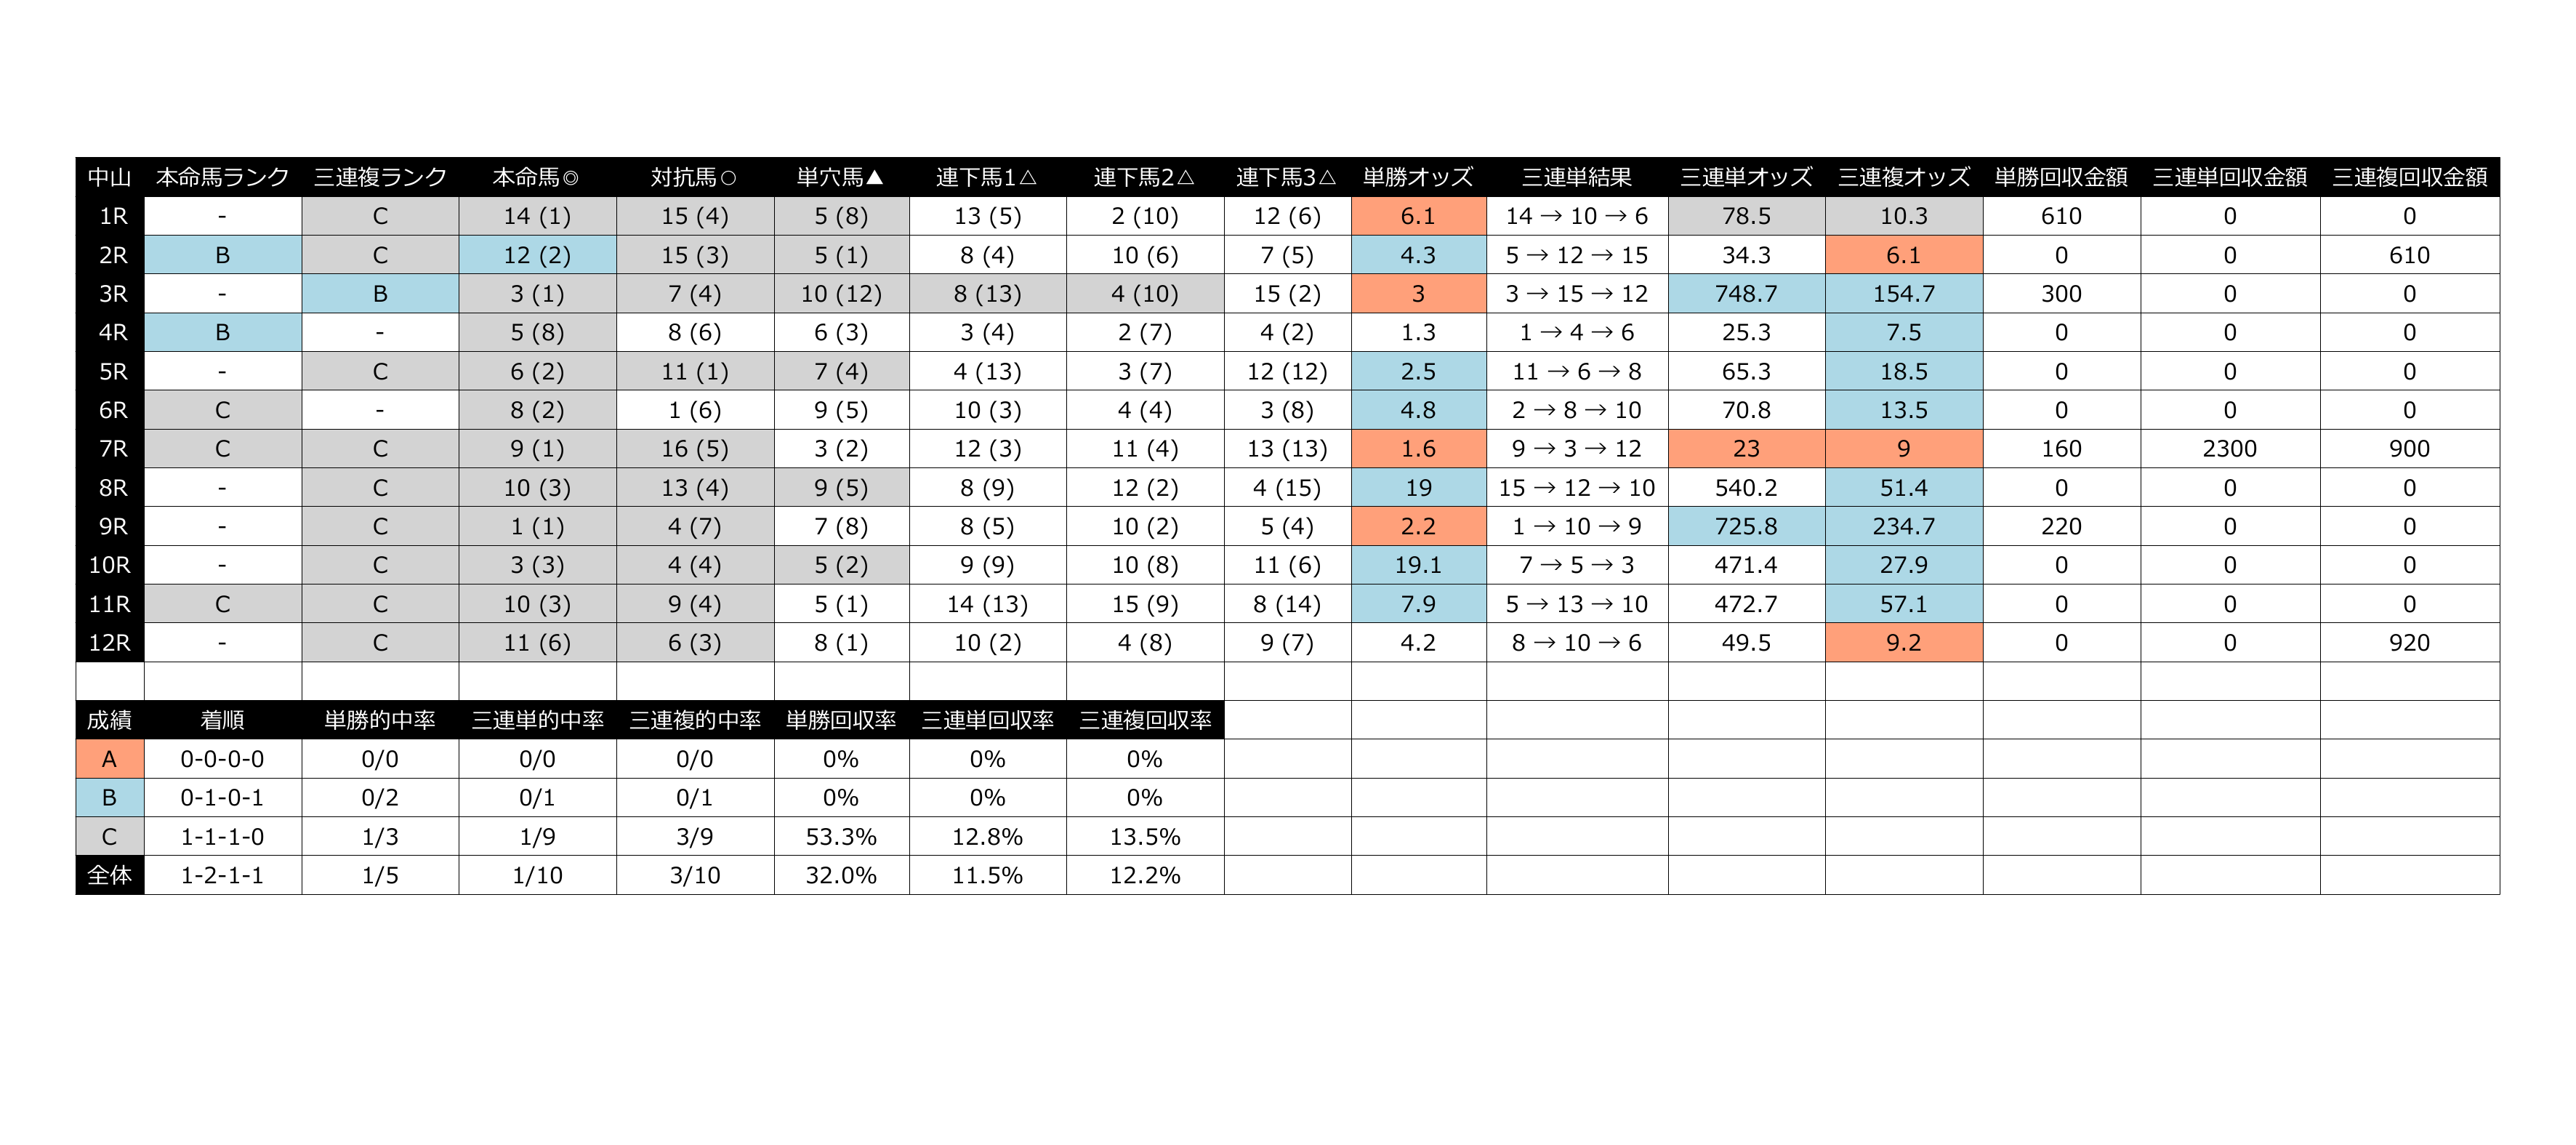 中山 本命馬ランク 三連複ランク 本命馬◎ 対抗馬○ 単穴馬▲ 連下馬1△ 連下馬2△ 連下馬3△ 単勝オッズ 三連単結果 三連単オッズ 三連複オッズ 単勝回収金額 三連単回収金額 三連複回収金額
1R - C 14 (1) 15 (4) 5 (8) 13 (5) 2 (10) 12 (6) 6.1 14 → 10 → 6 78.5 10.3 610 0 0
2R B C 12 (2) 15 (3) 5 (1) 8 (4) 10 (6) 7 (5) 4.3 5 → 12 → 15 34.3 6.1 0 0 610
3R - B 3 (1) 7 (4) 10 (12) 8 (13) 4 (10) 15 (2) 3 3 → 15 → 12 748.7 154.7 300 0 0
4R B - 5 (8) 8 (6) 6 (3) 3 (4) 2 (7) 4 (2) 1.3 1 → 4 → 6 25.3 7.5 0 0 0
5R - C 6 (2) 11 (1) 7 (4) 4 (13) 3 (7) 12 (12) 2.5 11 → 6 → 8 65.3 18.5 0 0 0
6R C - 8 (2) 1 (6) 9 (5) 10 (3) 4 (4) 3 (8) 4.8 2 → 8 → 10 70.8 13.5 0 0 0
7R C C 9 (1) 16 (5) 3 (2) 12 (3) 11 (4) 13 (13) 1.6 9 → 3 → 12 23 9 160 2300 900
8R - C 10 (3) 13 (4) 9 (5) 8 (9) 12 (2) 4 (15) 19 15 → 12 → 10 540.2 51.4 0 0 0
9R - C 1 (1) 4 (7) 7 (8) 8 (5) 10 (2) 5 (4) 2.2 1 → 10 → 9 725.8 234.7 220 0 0
10R - C 3 (3) 4 (4) 5 (2) 9 (9) 10 (8) 11 (6) 19.1 7 → 5 → 3 471.4 27.9 0 0 0
11R C C 10 (3) 9 (4) 5 (1) 14 (13) 15 (9) 8 (14) 7.9 5 → 13 → 10 472.7 57.1 0 0 0
12R - C 11 (6) 6 (3) 8 (1) 10 (2) 4 (8) 9 (7) 4.2 8 → 10 → 6 49.5 9.2 0 0 920
成績 着順 単勝的中率 三連単的中率 三連複的中率 単勝回収率 三連単回収率 三連複回収率
A 0-0-0-0 0/0 0/0 0/0 0% 0% 0%
B 0-1-0-1 0/2 0/1 0/1 0% 0% 0%
C 1-1-1-0 1/3 1/9 3/9 53.3% 12.8% 13.5%
全体 1-2-1-1 1/5 1/10 3/10 32.0% 11.5% 12.2%